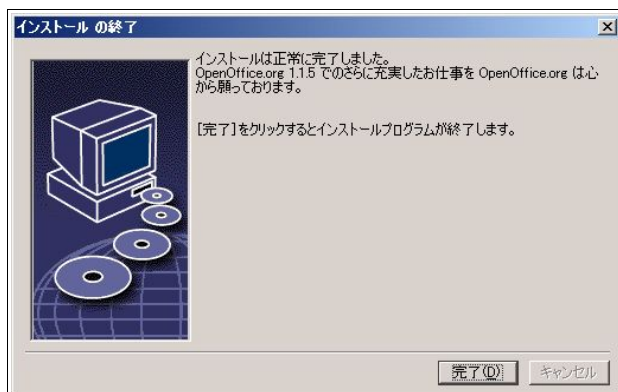 インストール の終了
インストールは正常に完了しました。
OpenOffice.org 1.1.5 でのさらに充実したお仕事を OpenOffice.org は心
から願っております。
[完了]をクリックするとインストールプログラムが終了します。
完了(D)
キャンセル